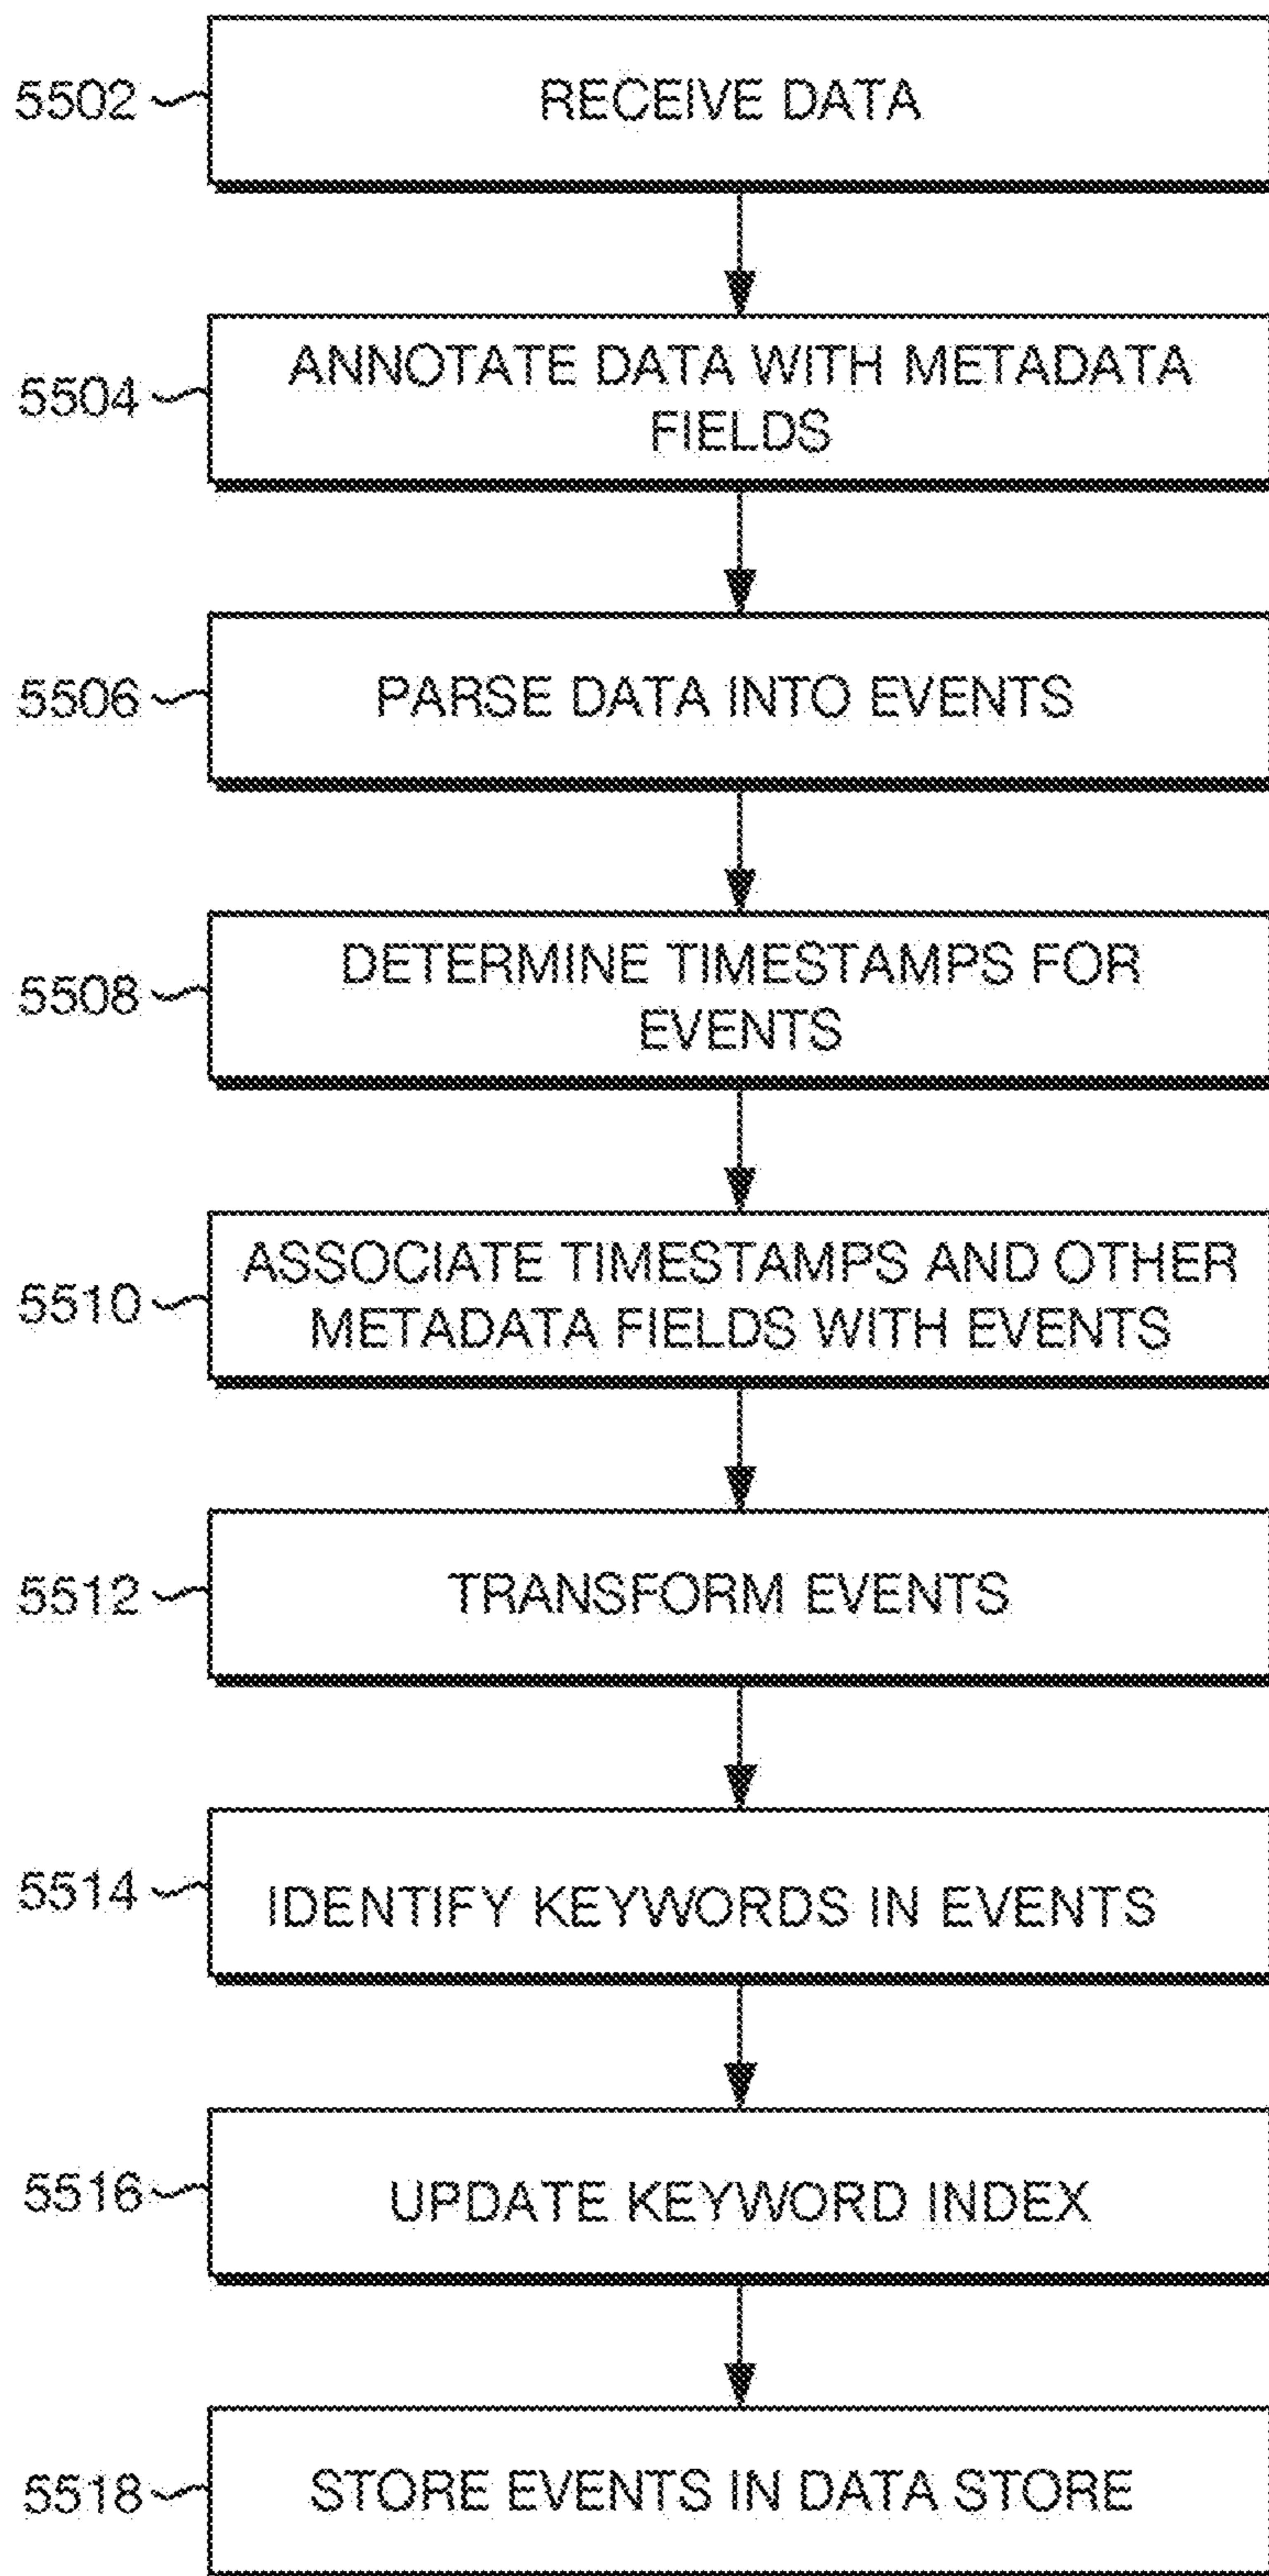 5502
RECEIVE DATA
5504
ANNOTATE DATA WITH METADATA
FIELDS
5506
PARSE DATA INTO EVENTS
5508
DETERMINE TIMESTAMPS FOR
EVENTS
5510
ASSOCIATE TIMESTAMPS AND OTHER
METADATA FIELDS WITH EVENTS
5512
TRANSFORM EVENTS
5514
IDENTIFY KEYWORDS IN EVENTS
5516
UPDATE KEYWORD INDEX
5518
STORE EVENTS IN DATA STORE